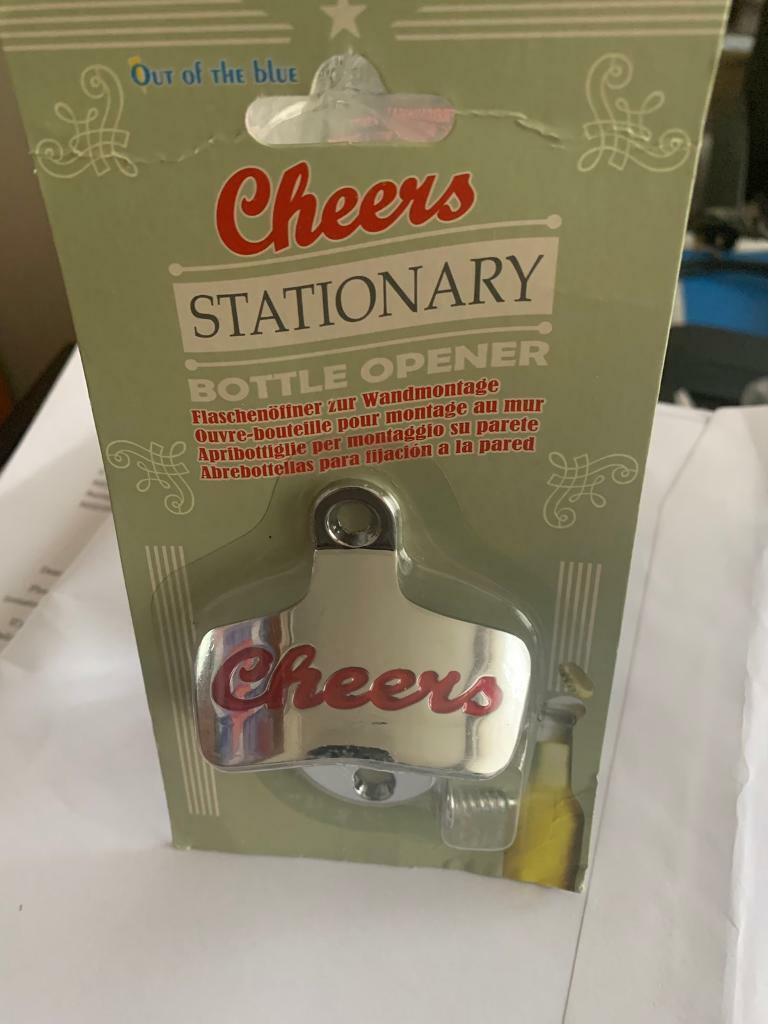 Out of the blue
Cheers
STATIONARY
BOTTLE OPENER
Flaschenöffner zur Wandmontage
Ouvre-bouteille pour montage au mur
Apribottiglie per montaggio su parete
Abrebotellas para fijación a la pared
Cheers